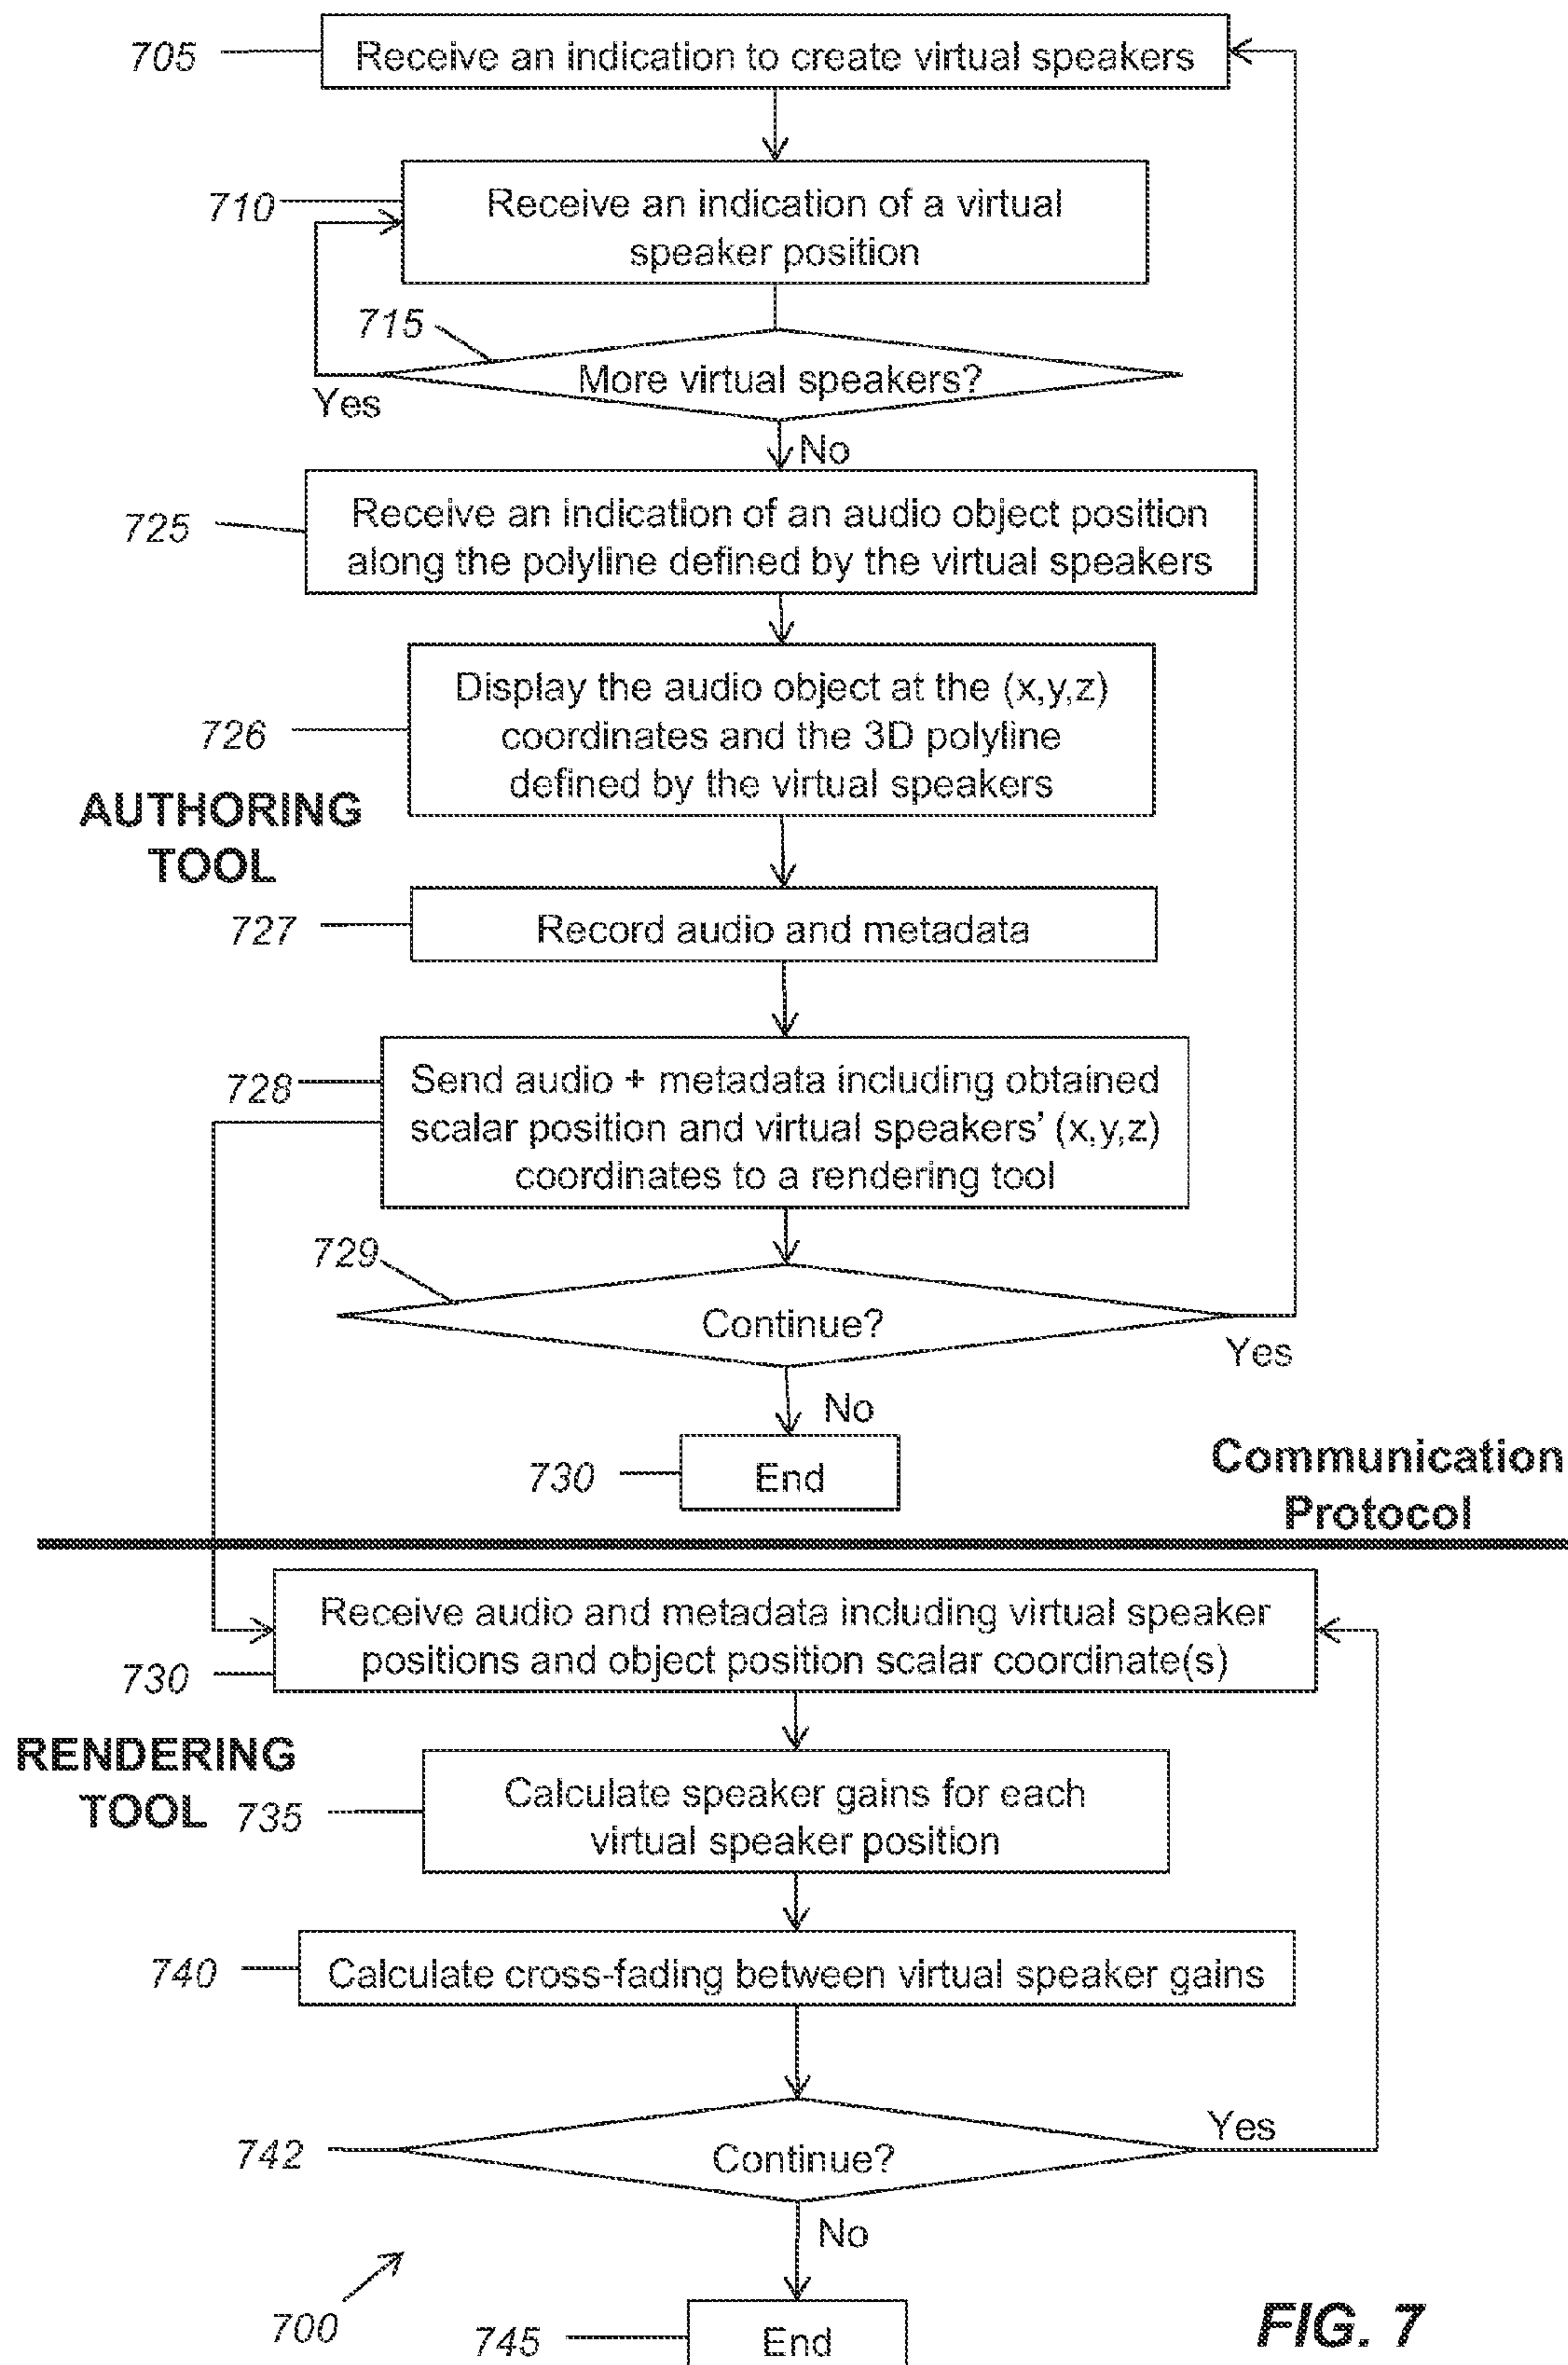 705
Receive an indication to create virtual speakers
710
Receive an indication of a virtual
speaker position
715
More virtual speakers?
Yes
No
725
Receive an indication of an audio object position
along the polyline defined by the virtual speakers
726
Display the audio object at the (x,y,z)
coordinates and the 3D polyline
defined by the virtual speakers
AUTHORING
TOOL
727
Record audio and metadata
728
Send audio + metadata including obtained
scalar position and virtual speakers’ (x,y,z)
coordinates to a rendering tool
729
Continue?
Yes
No
730
End
Communication
Protocol
Receive audio and metadata including virtual speaker
positions and object position scalar coordinate(s)
730
RENDERING
TOOL
735
Calculate speaker gains for each
virtual speaker position
740
Calculate cross-fading between virtual speaker gains
742
Continue?
Yes
No
700
745
End
FIG. 7